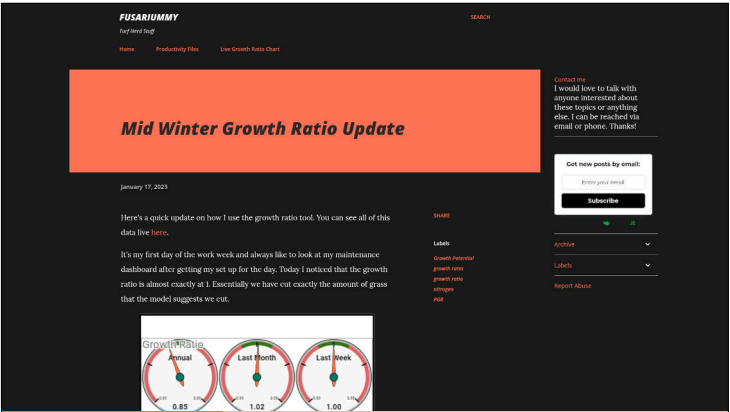 FUSARIUMMY
Turf Nerd Stuff
SEARCH
Home Productivity Files Live Growth Ratio Chart
Mid Winter Growth Ratio Update
January 17, 2023
Here's a quick update on how I use the growth ratio tool. You can see all of this
data live here.
It's my first day of the work week and always like to look at my maintenance
dashboard after getting my set up for the day. Today I noticed that the growth
ratio is almost exactly at 1. Essentially we have cut exactly the amount of grass
that the model suggests we cut.
Growth Ratio
Annual Last Month Last Week
0.85 1.02 1.00
SHARE
Labels
Growth Potential
growth rates
growth ratio
nitrogen
PGR
Contact me
I would love to talk with
anyone interested about
these topics or anything
else. I can be reached via
email or phone. Thanks!
Get new posts by email:
Enter your email
Subscribe
Archive
Labels
Report Abuse